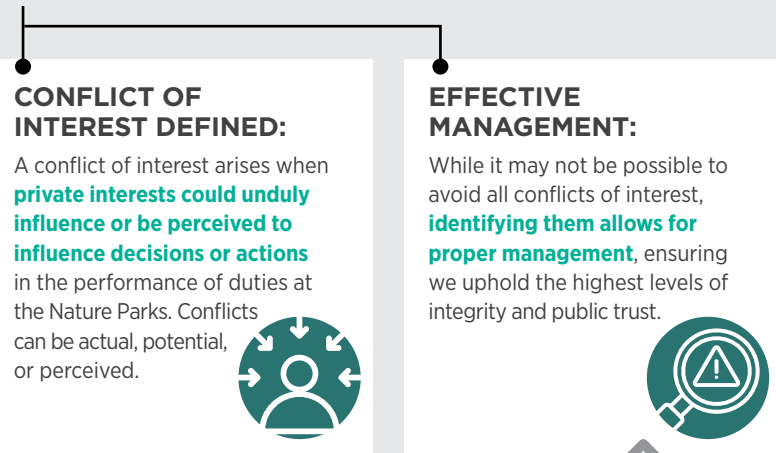 CONFLICT OF
INTEREST DEFINED:
A conflict of interest arises when
private interests could unduly
influence or be perceived to
influence decisions or actions
in the performance of duties at
the Nature Parks. Conflicts
can be actual, potential,
or perceived.
EFFECTIVE
MANAGEMENT:
While it may not be possible to
avoid all conflicts of interest,
identifying them allows for
proper management, ensuring
we uphold the highest levels of
integrity and public trust.